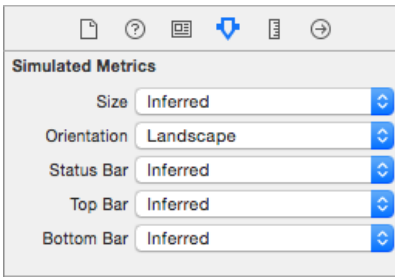 Simulated Metrics
Size Inferred
Orientation Landscape
Status Bar Inferred
Top Bar Inferred
Bottom Bar Inferred